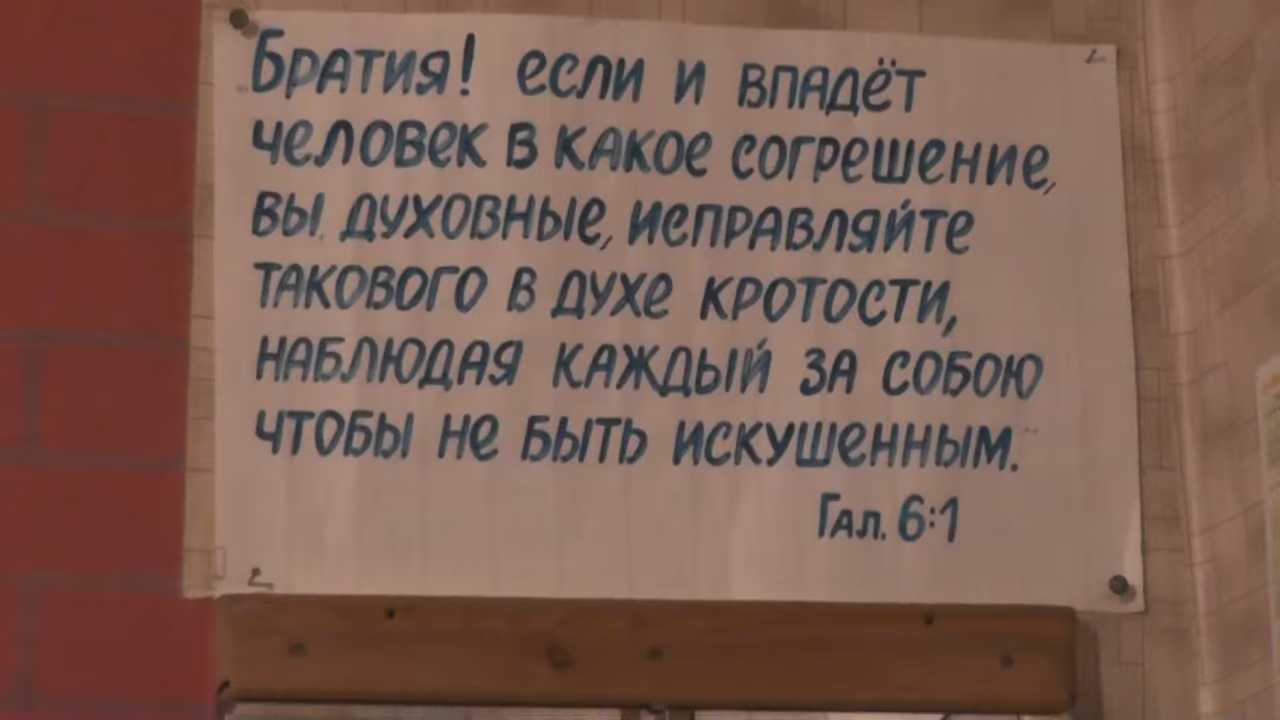 Братия! если и впадёт
человек в какое согрешение,
вы духовные, исправляйте
такового в духе кротости,
наблюдая каждый за собою
чтобы не быть искушенным.
Гал. 6:1